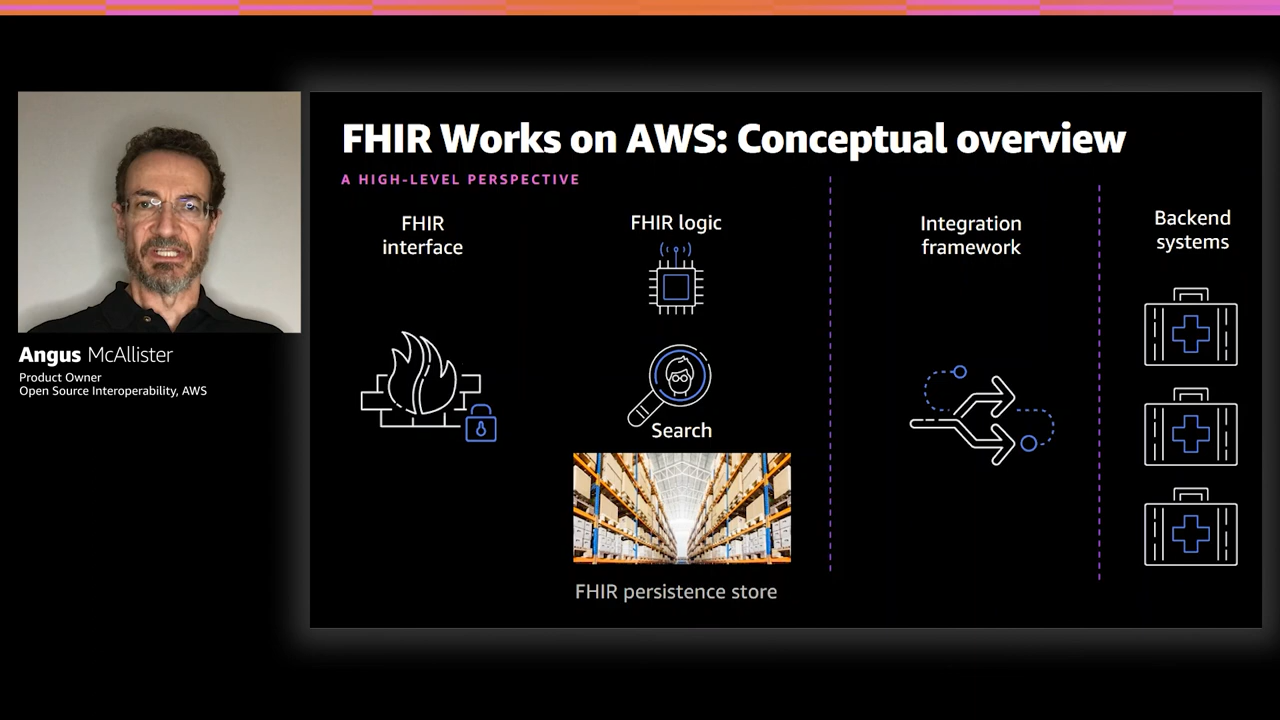 FHIR Works on AWS: Conceptual overview
A HIGH-LEVEL PERSPECTIVE
FHIR
interface
FHIR logic
Search
FHIR persistence store
Integration
framework
Backend
systems
Angus McAllister
Product Owner
Open Source Interoperability, AWS